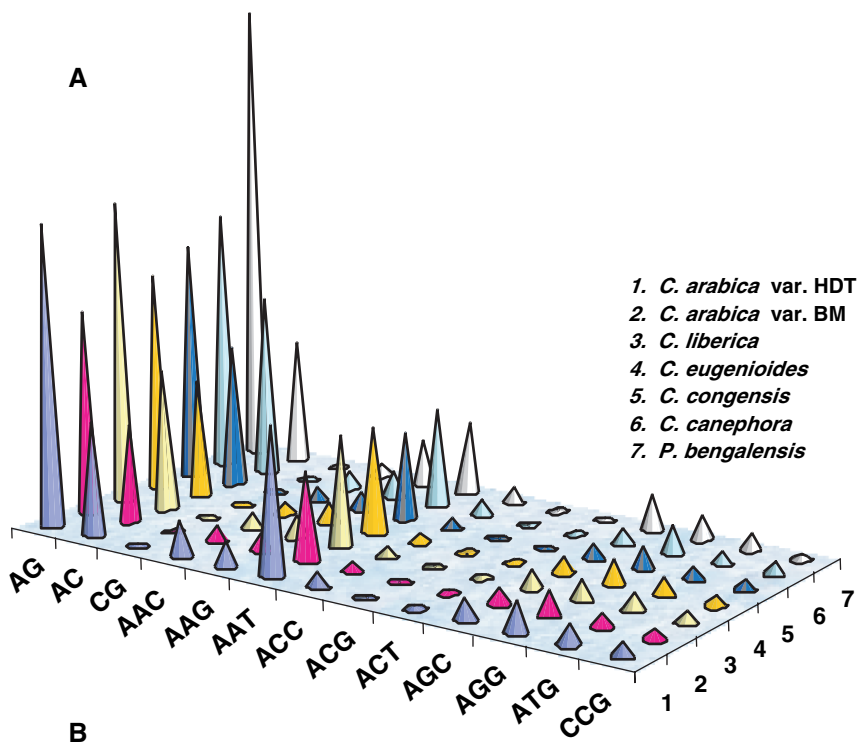 A
1. C. arabica var. HDT
2. C. arabica var. BM
3. C. liberica
4. C. eugenioides
5. C. congensis
6. C. canephora
7. P. bengalensis
AG
AC
CG
AAC
AAG
AAT
ACC
ACG
ACT
AGC
AGG
ATG
CCG
1
2
3
4
5
6
7
B